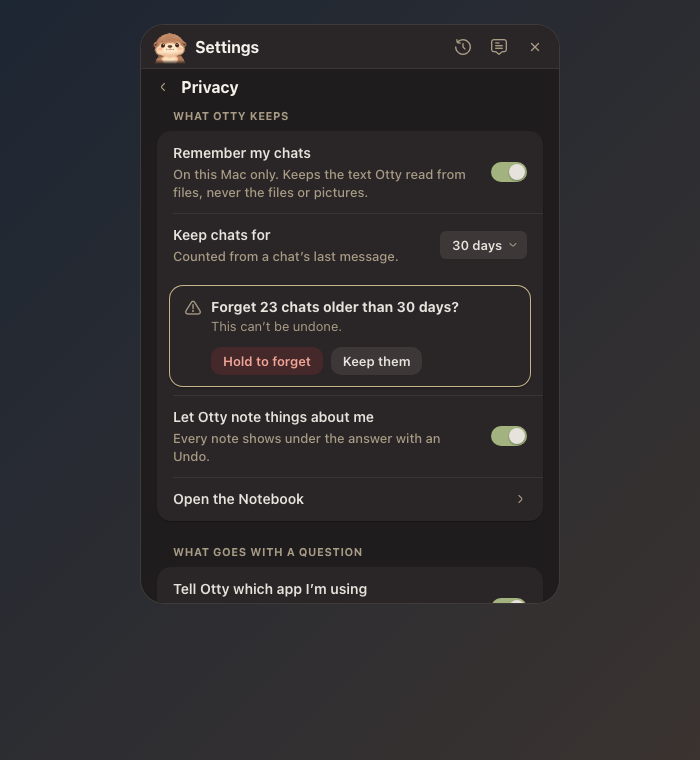 Settings
Privacy
WHAT OTTY KEEPS
Remember my chats
On this Mac only. Keeps the text Otty read from
files, never the files or pictures.
Keep chats for
Counted from a chat’s last message.
30 days
Forget 23 chats older than 30 days?
This can’t be undone.
Hold to forget
Keep them
Let Otty note things about me
Every note shows under the answer with an
Undo.
Open the Notebook
WHAT GOES WITH A QUESTION
Tell Otty which app I’m using